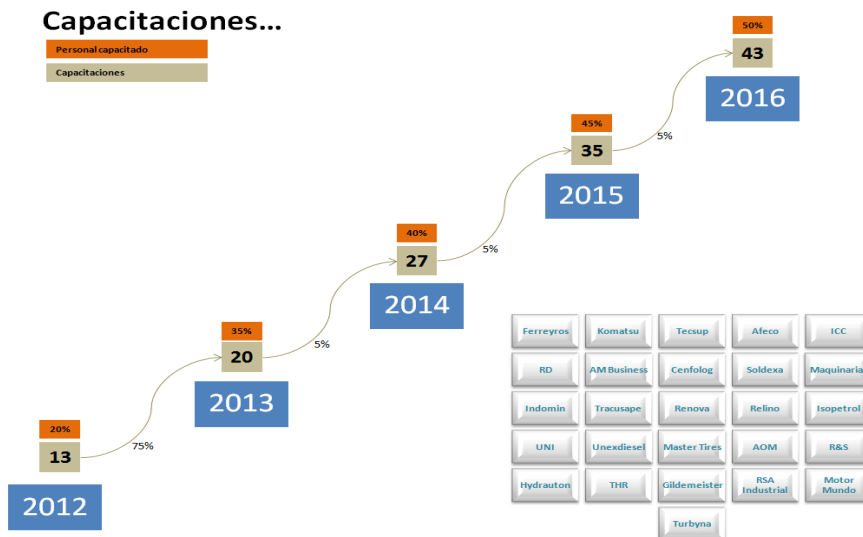 Capacitaciones...
Personal capacitado
Capacitaciones
50%
43
2016
5%
45%
35
2015
5%
40%
27
2014
5%
35%
20
2013
75%
20%
13
2012
Ferreyros Komatsu Tecsup Afeco ICC
RD AM Business Cenfolog Soldexa Maquinaria
Indomin Tracusape Renova Relino Isopetrol
UNI Unexdiesel Master Tires AOM R&S
Hydrauton THR Gildemeister RSA Industrial Motor Mundo
Turbyna